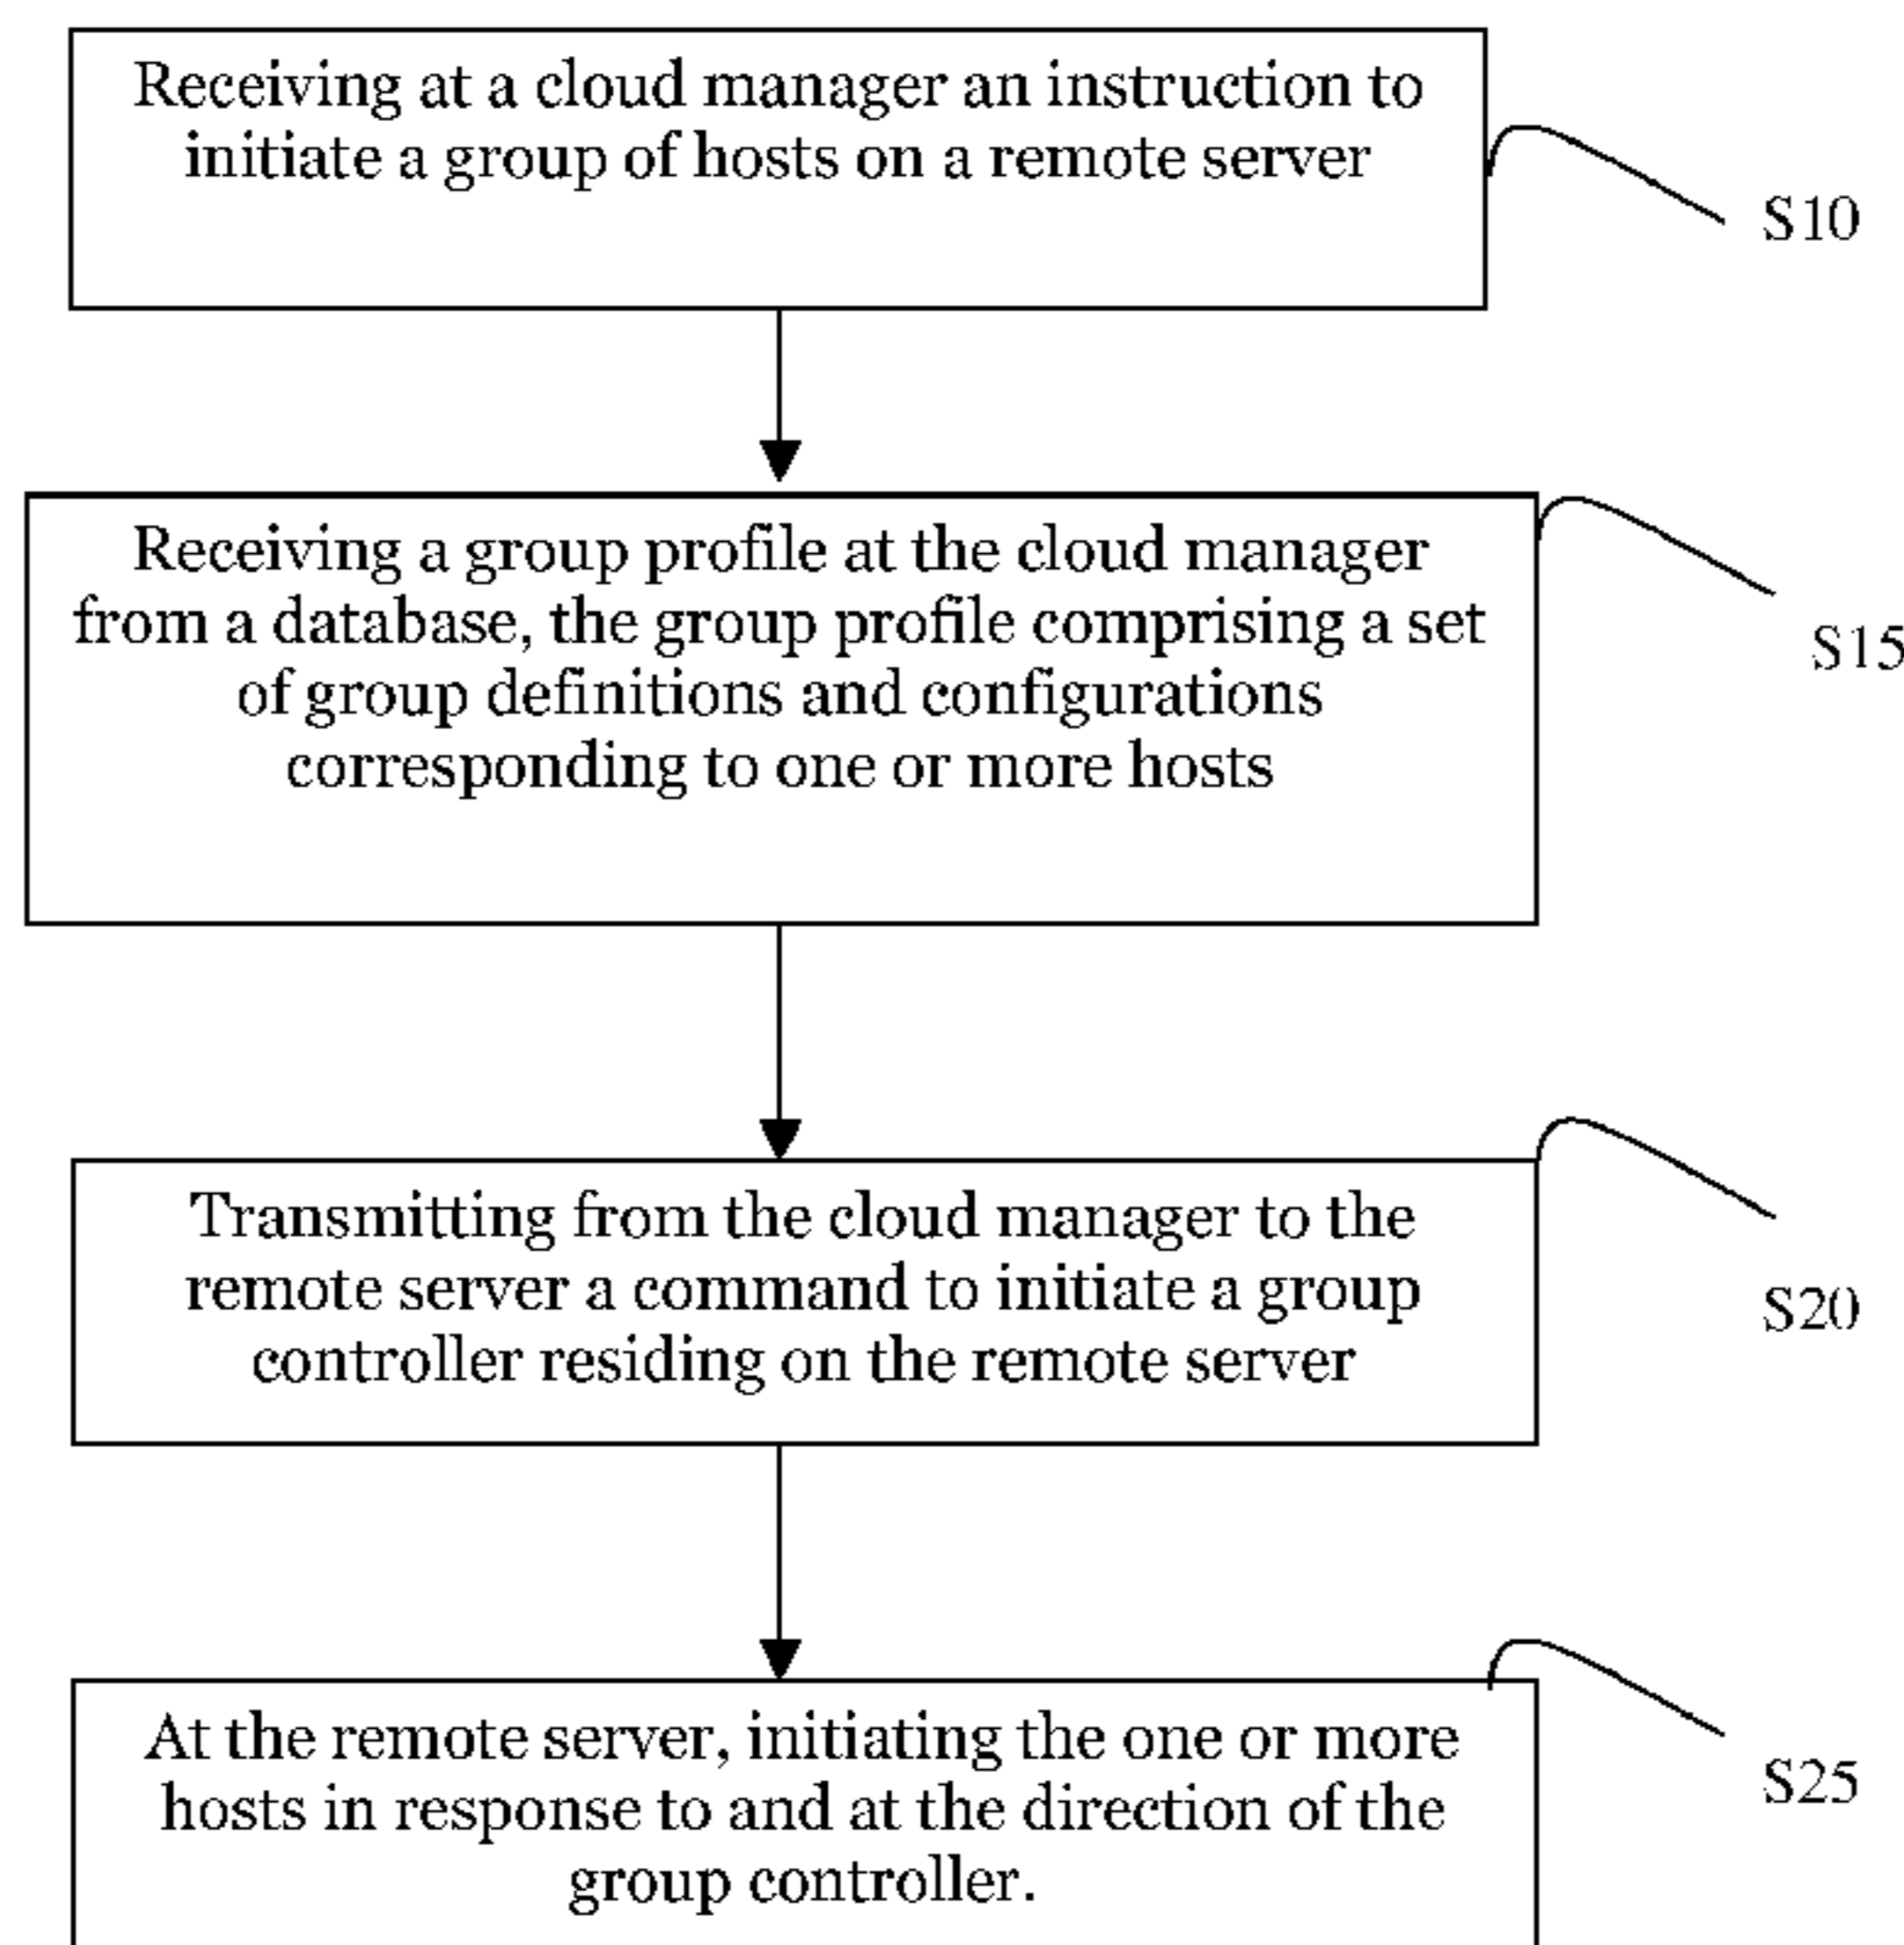 Receiving at a cloud manager an instruction to
initiate a group of hosts on a remote server
S10
Receiving a group profile at the cloud manager
from a database, the group profile comprising a set
of group definitions and configurations
corresponding to one or more hosts
S15
Transmitting from the cloud manager to the
remote server a command to initiate a group
controller residing on the remote server
S20
At the remote server, initiating the one or more
hosts in response to and at the direction of the
group controller.
S25